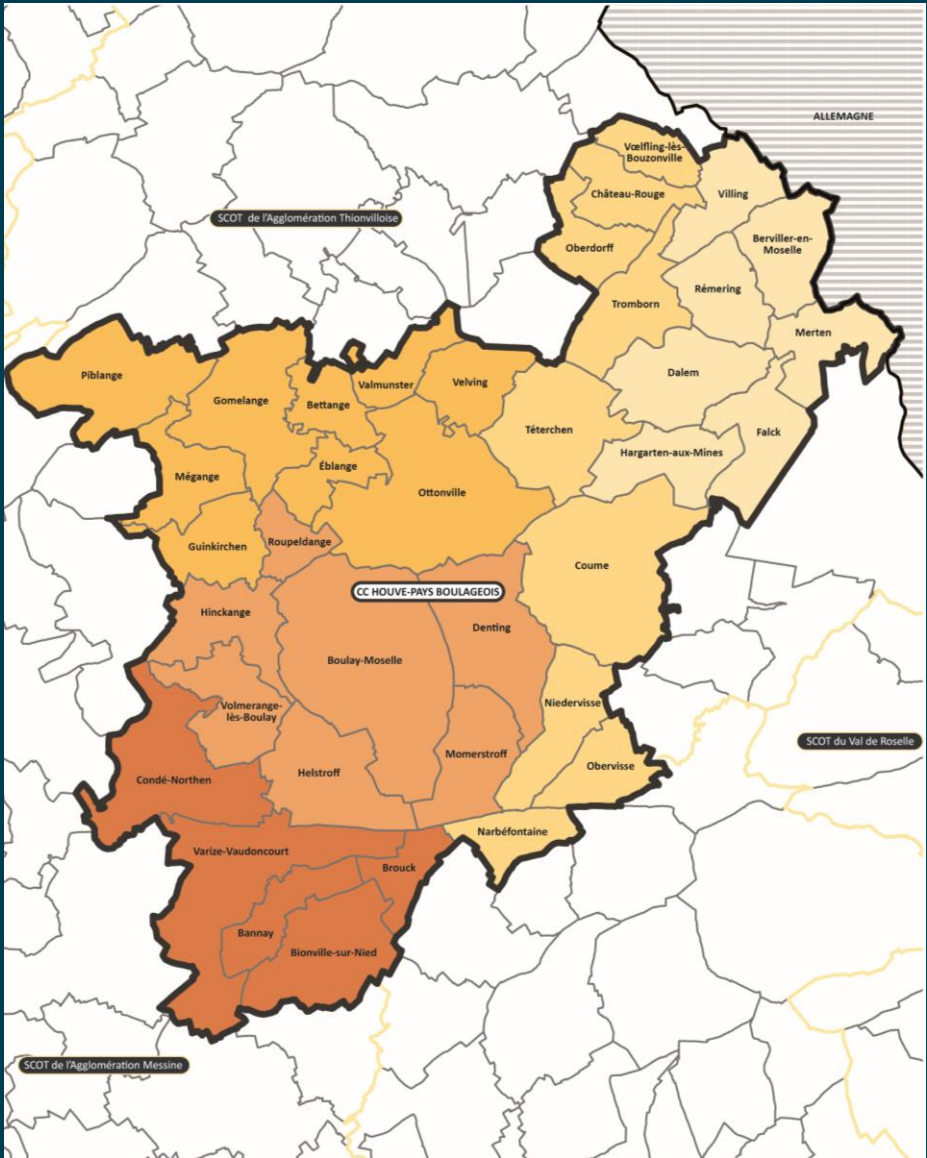 ALLEMAGNE
Vœlfling-lès-
Bouzonville
Château-Rouge
Villing
SCOT de l'Agglomération Thionvilloise
Oberdorff
Berviller-en-
Moselle
Rémering
Tromborn
Merten
Piblange
Dalem
Velving
Valmunster
Gomelange
Bettange
Téterchen
Falck
Hargarten-aux-Mines
Éblange
Mégange
Ottonville
Roupeldange
Guinkirchen
Coume
CC HOUVE-PAYS BOULAGEOIS
Hinckange
Denting
Boulay-Moselle
Niedervisse
Volmerange-
lès-Boulay
SCOT du Val de Roselle
Momerstroff
Obervisse
Helstroff
Condé-Northen
Narbéfontaine
Varize-Vaudoncourt
Brouck
Bannay
Bionville-sur-Nied
SCOT de l'Agglomération Messine